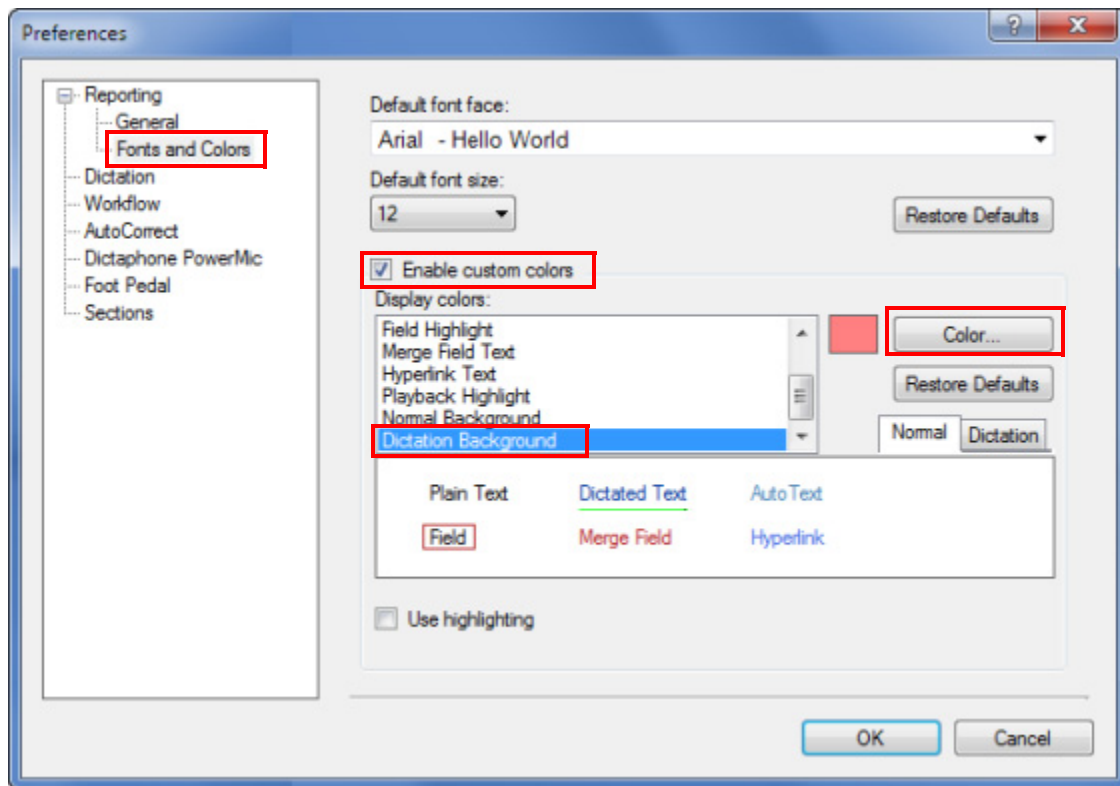 Preferences
Reporting
General
Fonts and Colors
Dictation
Workflow
AutoCorrect
Dictaphone PowerMic
Foot Pedal
Sections
Default font face:
Arial - Hello World
Default font size:
12
Restore Defaults
Enable custom colors
Display colors:
Field Highlight
Merge Field Text
Hyperlink Text
Playback Highlight
Normal Background
Dictation Background
Color...
Restore Defaults
Normal Dictation
Plain Text Dictated Text AutoText
Field Merge Field Hyperlink
Use highlighting
OK Cancel